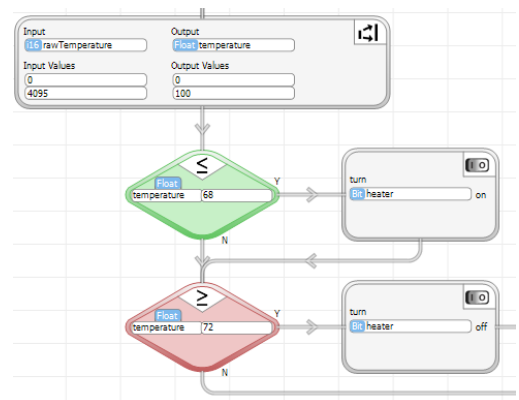 Input Output
i16 rawTemperature Float temperature
Input Values Output Values
0 0
4095 100
≤
Float
temperature 68
Y
N
turn
Bit heater on
I O
≥
Float
temperature 72
Y
N
turn
Bit heater off
I O